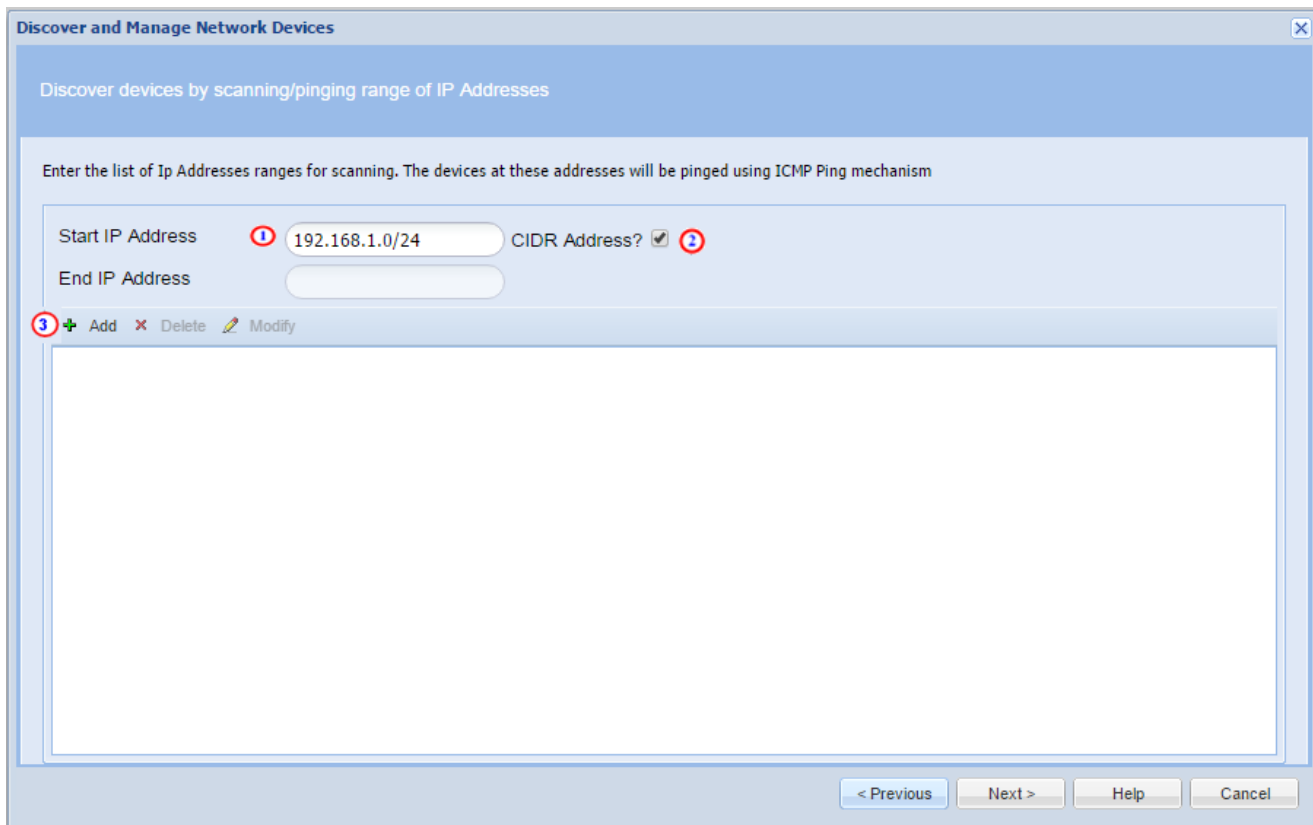 Discover and Manage Network Devices
Discover devices by scanning/pinging range of IP Addresses
Enter the list of Ip Addresses ranges for scanning. The devices at these addresses will be pinged using ICMP Ping mechanism
Start IP Address 1 192.168.1.0/24 CIDR Address? 2
End IP Address
3 Add Delete Modify
< Previous Next > Help Cancel